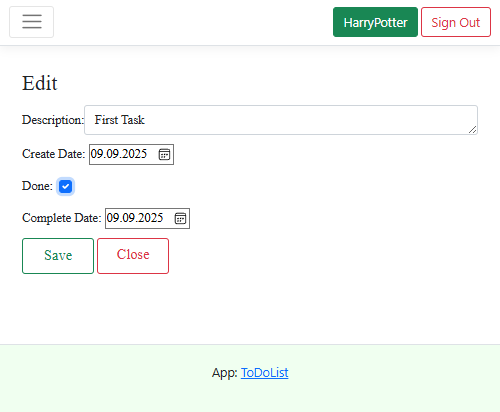 HarryPotter Sign Out
Edit
Description: First Task
Create Date: 09.09.2025
Done:
Complete Date: 09.09.2025
Save Close
App: ToDoList